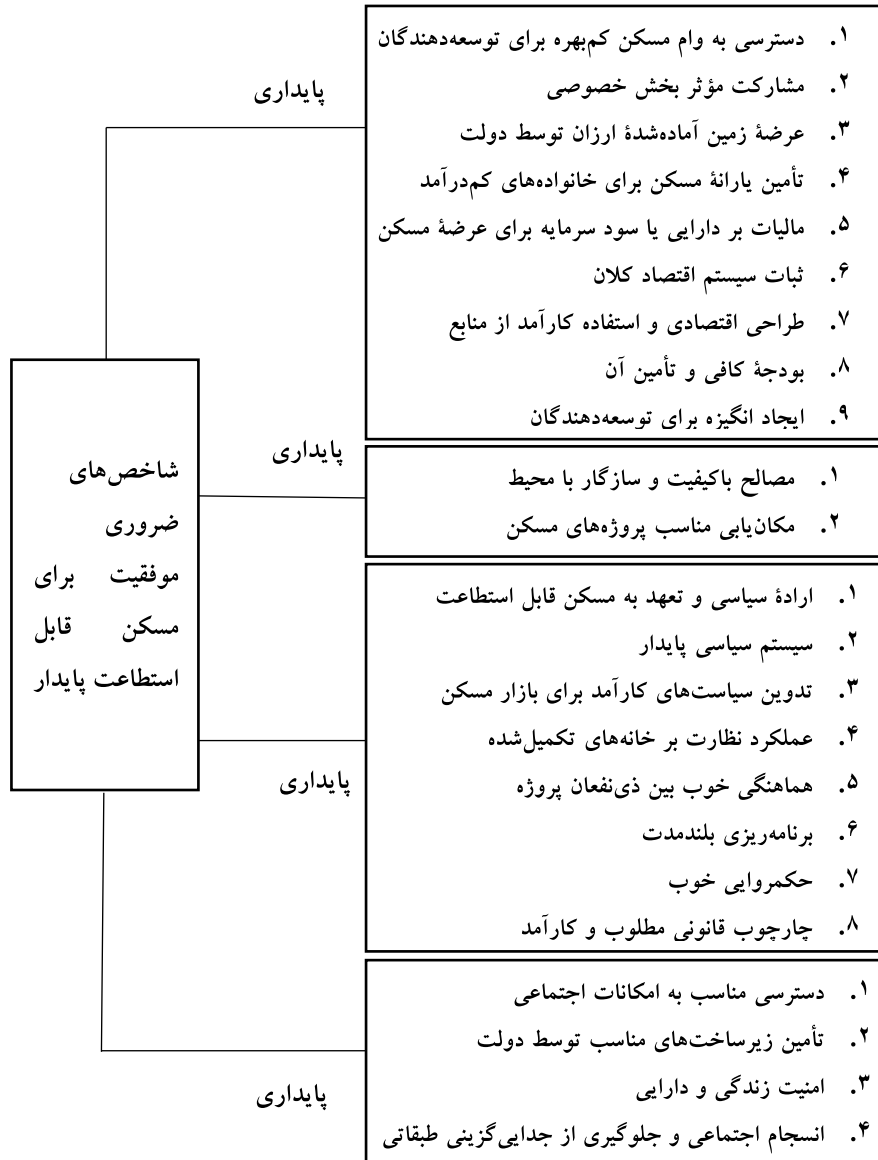 پایداری
۱. دسترسی به وام مسکن کم‌بهره برای توسعه‌دهندگان
۲. مشارکت مؤثر بخش خصوصی
۳. عرضهٔ زمین آماده‌شدهٔ ارزان توسط دولت
۴. تأمین یارانهٔ مسکن برای خانواده‌های کم‌درآمد
۵. مالیات بر دارایی یا سود سرمایه برای عرضهٔ مسکن
۶. ثبات سیستم اقتصاد کلان
۷. طراحی اقتصادی و استفاده کارآمد از منابع
۸. بودجهٔ کافی و تأمین آن
۹. ایجاد انگیزه برای توسعه‌دهندگان
پایداری
۱. مصالح باکیفیت و سازگار با محیط
۲. مکان‌یابی مناسب پروژه‌های مسکن
پایداری
۱. ارادهٔ سیاسی و تعهد به مسکن قابل استطاعت
۲. سیستم سیاسی پایدار
۳. تدوین سیاست‌های کارآمد برای بازار مسکن
۴. عملکرد نظارت بر خانه‌های تکمیل‌شده
۵. هماهنگی خوب بین ذی‌نفعان پروژه
۶. برنامه‌ریزی بلندمدت
۷. حکمروایی خوب
۸. چارچوب قانونی مطلوب و کارآمد
پایداری
۱. دسترسی مناسب به امکانات اجتماعی
۲. تأمین زیرساخت‌های مناسب توسط دولت
۳. امنیت زندگی و دارایی
۴. انسجام اجتماعی و جلوگیری از جدایی‌گزینی طبقاتی
شاخص‌های
ضروری
موفقیت برای
مسکن قابل
استطاعت پایدار